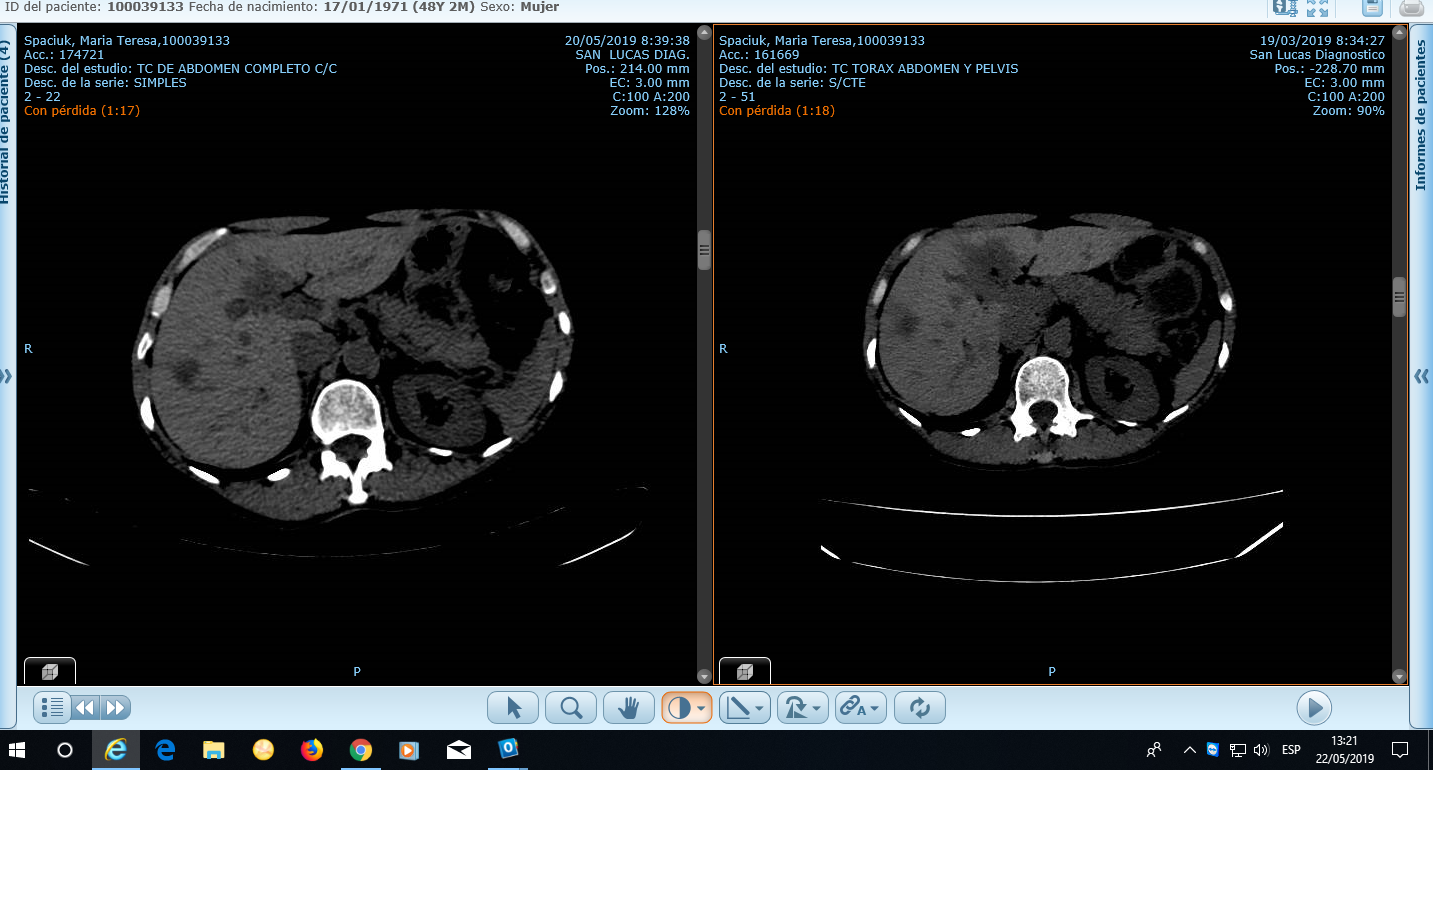 ID del paciente: 100039133 Fecha de nacimiento: 17/01/1971 (48Y 2M) Sexo: Mujer
Historial de paciente (4)
Spaciuk, Maria Teresa,100039133
Acc.: 174721
Desc. del estudio: TC DE ABDOMEN COMPLETO C/C
Desc. de la serie: SIMPLES
2 - 22
Con pérdida (1:17)
20/05/2019 8:39:38
SAN LUCAS DIAG.
Pos.: 214.00 mm
EC: 3.00 mm
C:100 A:200
Zoom: 128%
R
P
Spaciuk, Maria Teresa,100039133
Acc.: 161669
Desc. del estudio: TC TORAX ABDOMEN Y PELVIS
Desc. de la serie: S/CTE
2 - 51
Con pérdida (1:18)
19/03/2019 8:34:27
San Lucas Diagnostico
Pos.: -228.70 mm
EC: 3.00 mm
C:100 A:200
Zoom: 90%
R
P
Informes de pacientes
A
ESP
13:21
22/05/2019